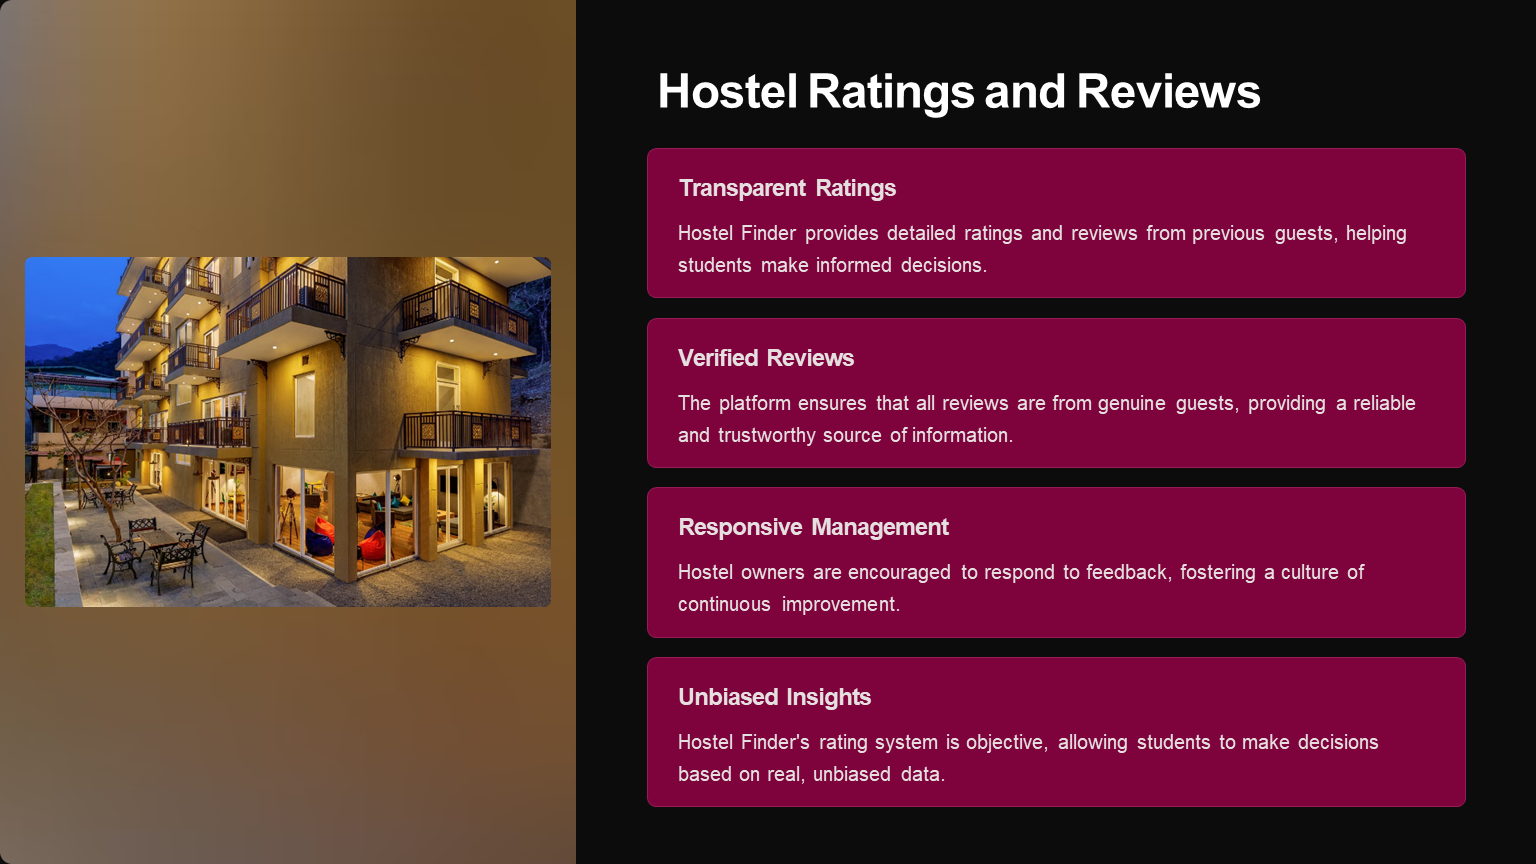 Hostel Ratings and Reviews
Transparent Ratings
Hostel Finder provides detailed ratings and reviews from previous guests, helping
students make informed decisions.
Verified Reviews
The platform ensures that all reviews are from genuine guests, providing a reliable
and trustworthy source of information.
Responsive Management
Hostel owners are encouraged to respond to feedback, fostering a culture of
continuous improvement.
Unbiased Insights
Hostel Finder's rating system is objective, allowing students to make decisions
based on real, unbiased data.